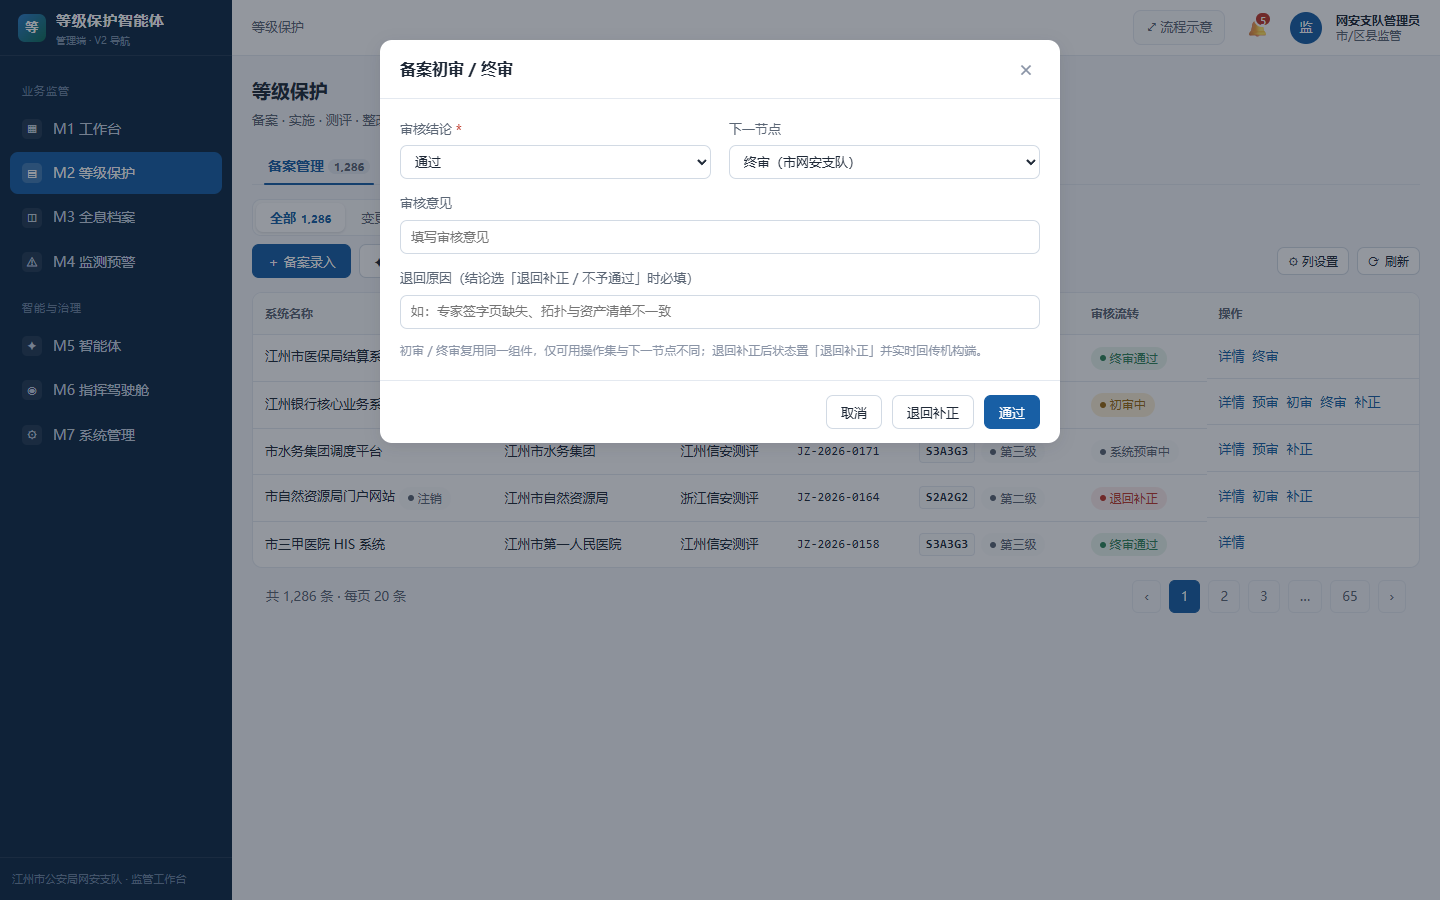 等
等级保护智能体
管理端 · V2 导航
业务监管
M1 工作台
M2 等级保护
M3 全息档案
M4 监测预警
智能与治理
M5 智能体
M6 指挥驾驶舱
M7 系统管理
江州市公安局网安支队 · 监管工作台
等级保护
流程示意
5
监
网安支队管理员
市/区县监管
等级保护
备案 · 实施 · 测评 · 整
备案管理 1,286
全部 1,286
+ 备案录入
列设置
刷新
备案初审 / 终审
审核结论 *
下一节点
通过
终审（市网安支队）
审核意见
填写审核意见
退回原因（结论选「退回补正 / 不予通过」时必填）
如：专家签字页缺失、拓扑与资产清单不一致
初审 / 终审复用同一组件，仅可用操作集与下一节点不同；退回补正后状态置「退回补正」并实时回传机构端。
取消
退回补正
通过
系统名称
审核流转
操作
江州市医保局结算系
终审通过
详情 终审
江州银行核心业务系
初审中
详情 预审 初审 终审 补正
市水务集团调度平台
江州市水务集团
江州信安测评
JZ-2026-0171
S3A3G3
第三级
系统预审中
详情 预审 补正
市自然资源局门户网站
注销
江州市自然资源局
浙江信安测评
JZ-2026-0164
S2A2G2
第二级
退回补正
详情 初审 补正
市三甲医院 HIS 系统
江州市第一人民医院
江州信安测评
JZ-2026-0158
S3A3G3
第三级
终审通过
详情
共 1,286 条 · 每页 20 条
‹ 1 2 3 … 65 ›